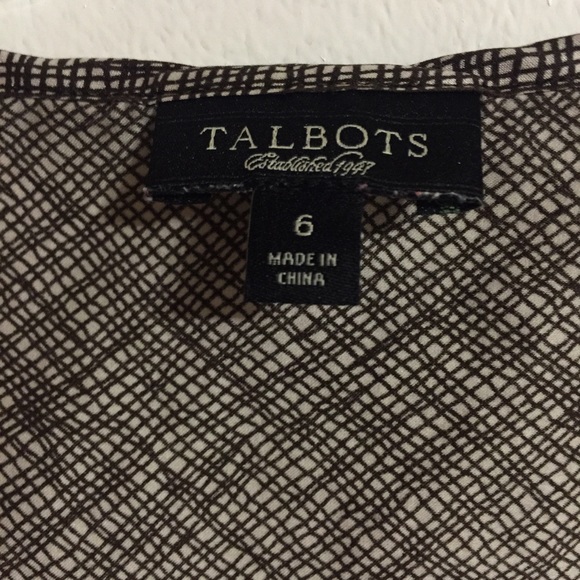 TALBOTS
Established 1947
6
MADE IN
CHINA